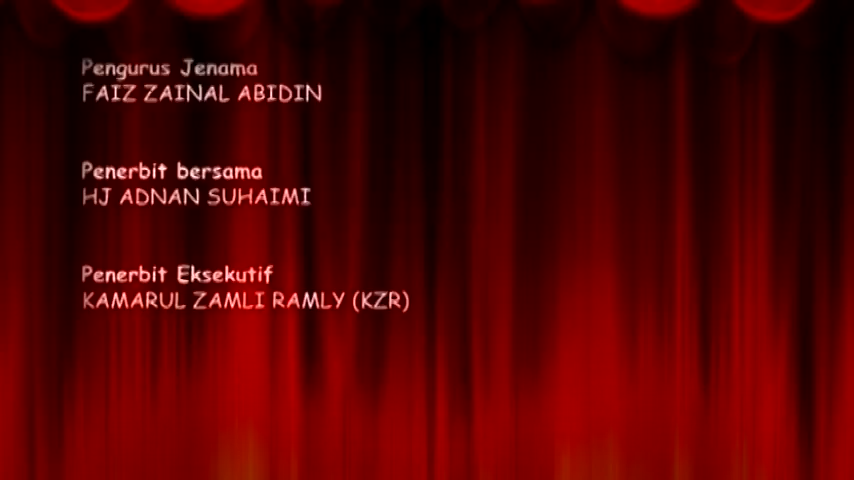 Pengurus Jenama
FAIZ ZAINAL ABIDIN
Penerbit bersama
HJ ADNAN SUHAIMI
Penerbit Eksekutif
KAMARUL ZAMLI RAMLY (KZR)